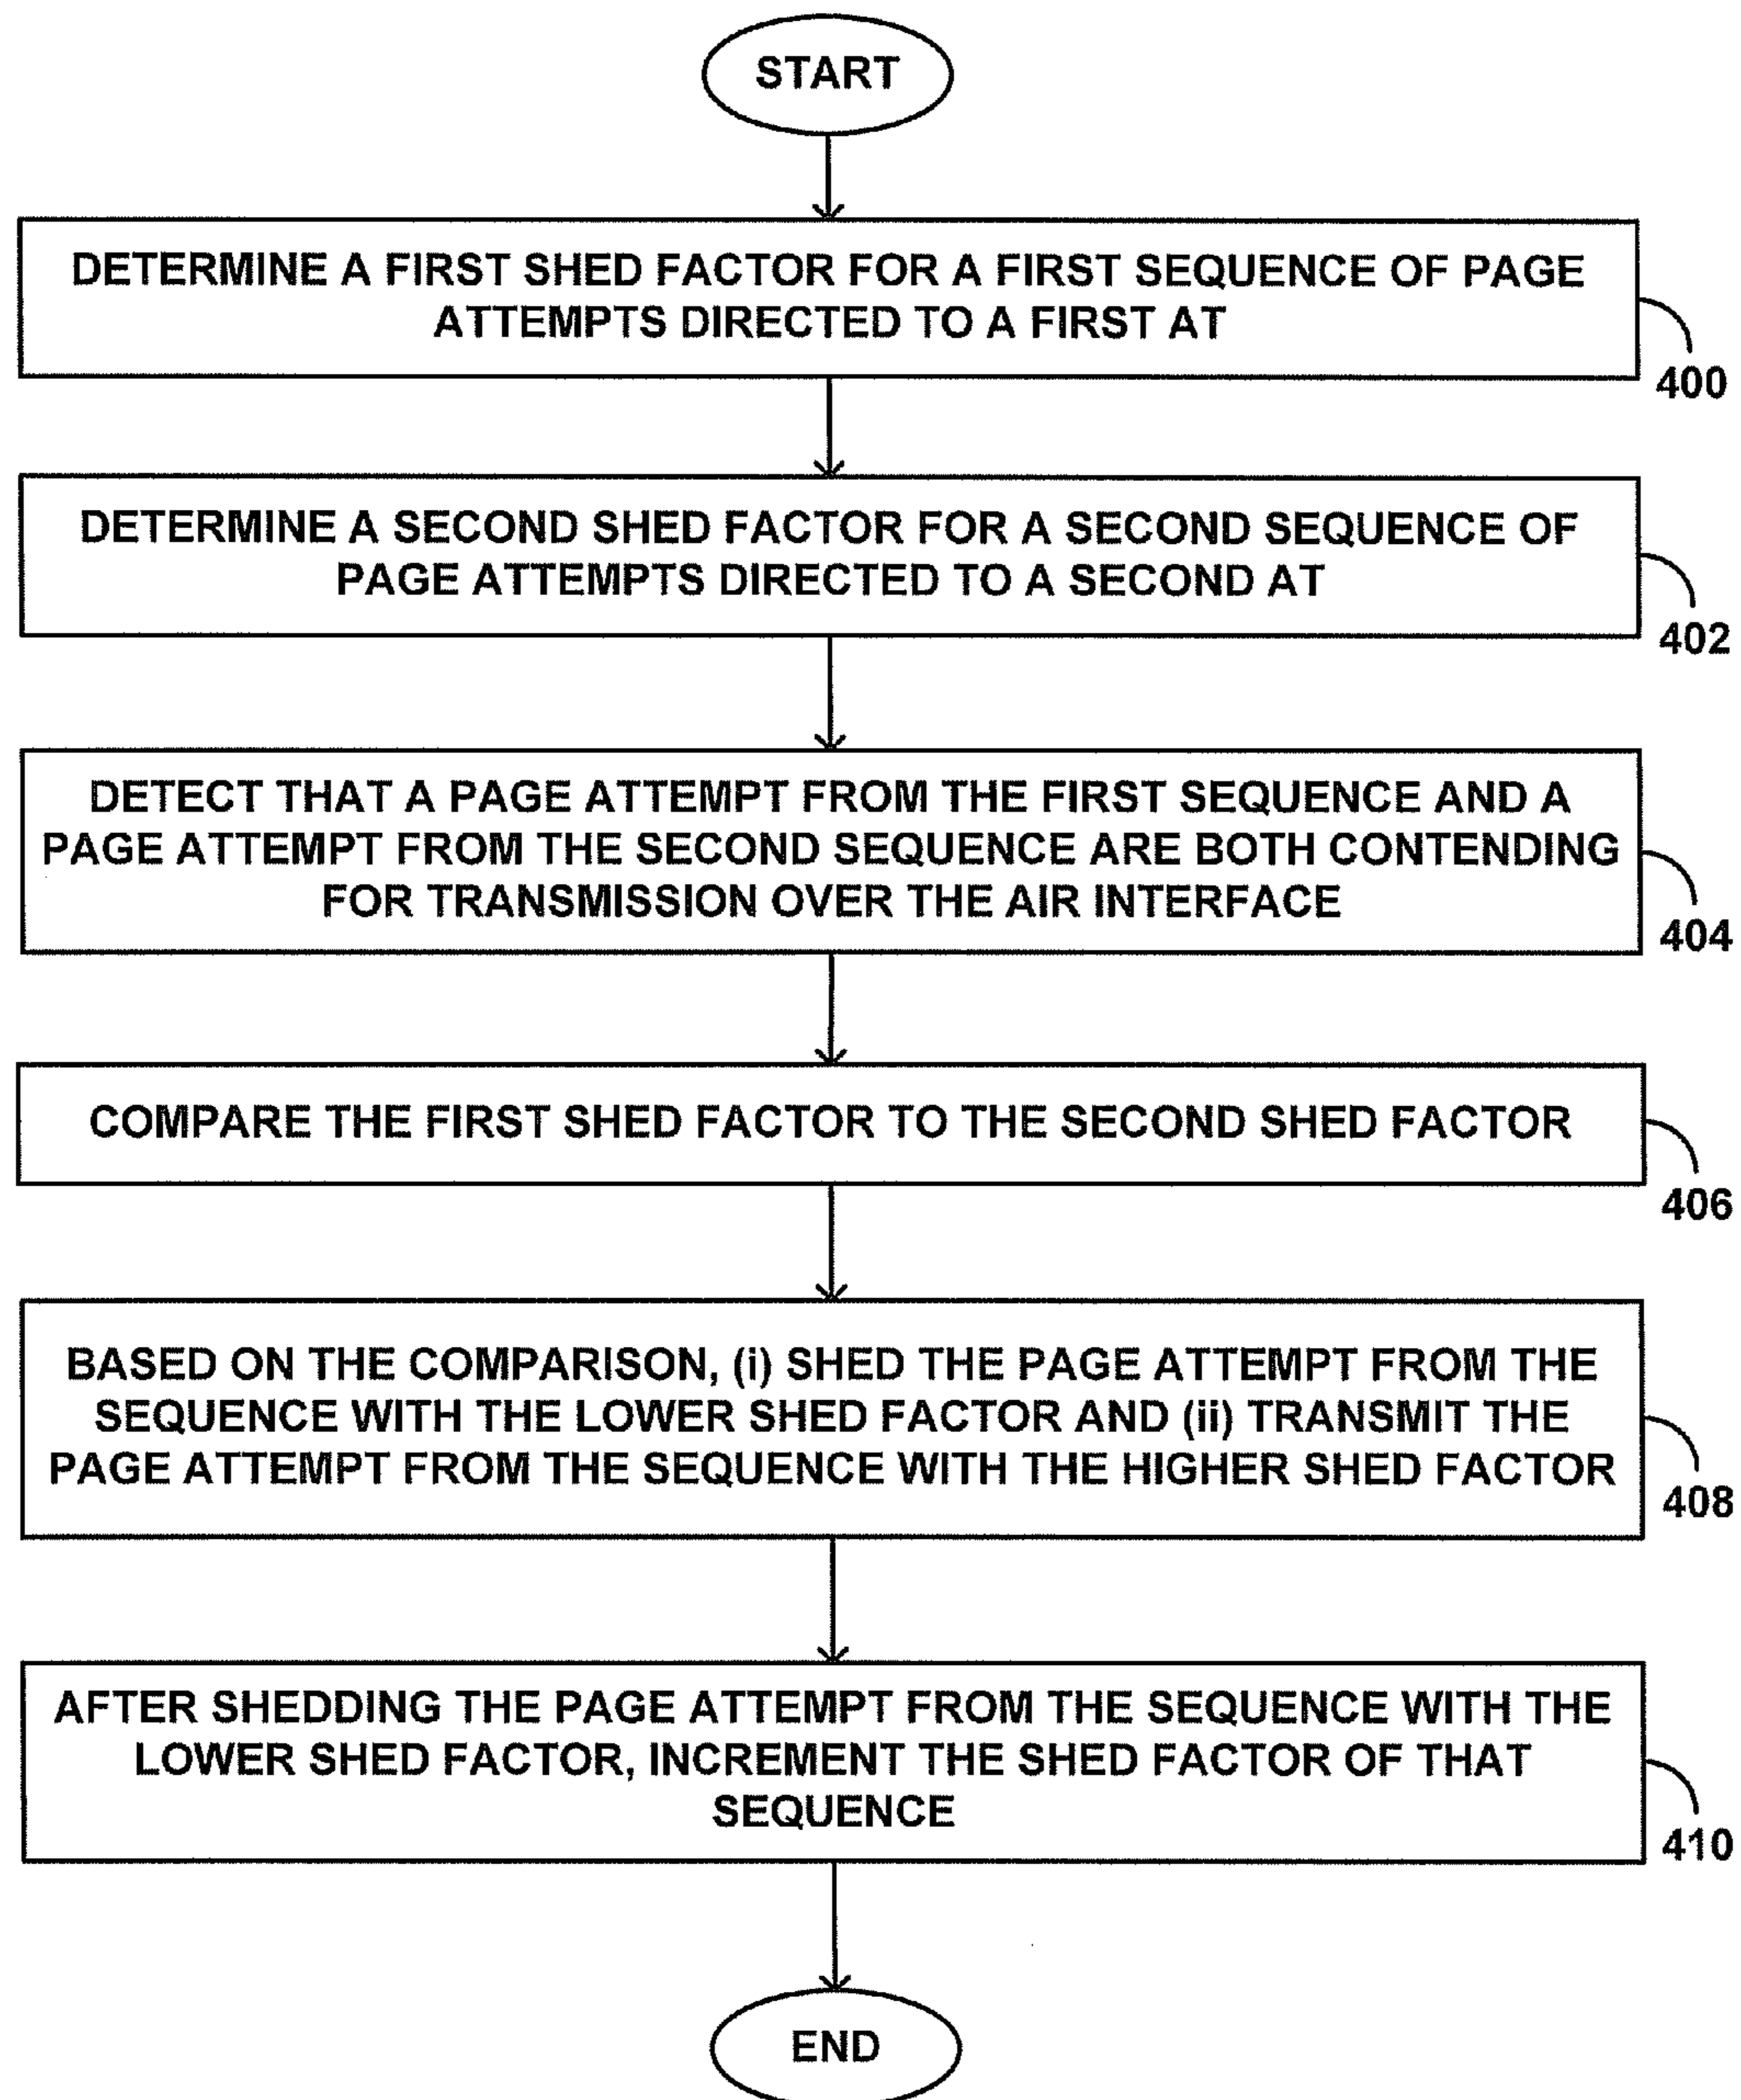 START
DETERMINE A FIRST SHED FACTOR FOR A FIRST SEQUENCE OF PAGE
ATTEMPTS DIRECTED TO A FIRST AT
400
DETERMINE A SECOND SHED FACTOR FOR A SECOND SEQUENCE OF
PAGE ATTEMPTS DIRECTED TO A SECOND AT
402
DETECT THAT A PAGE ATTEMPT FROM THE FIRST SEQUENCE AND A
PAGE ATTEMPT FROM THE SECOND SEQUENCE ARE BOTH CONTENDING
FOR TRANSMISSION OVER THE AIR INTERFACE
404
COMPARE THE FIRST SHED FACTOR TO THE SECOND SHED FACTOR
406
BASED ON THE COMPARISON, (i) SHED THE PAGE ATTEMPT FROM THE
SEQUENCE WITH THE LOWER SHED FACTOR AND (ii) TRANSMIT THE
PAGE ATTEMPT FROM THE SEQUENCE WITH THE HIGHER SHED FACTOR
408
AFTER SHEDDING THE PAGE ATTEMPT FROM THE SEQUENCE WITH THE
LOWER SHED FACTOR, INCREMENT THE SHED FACTOR OF THAT
SEQUENCE
410
END